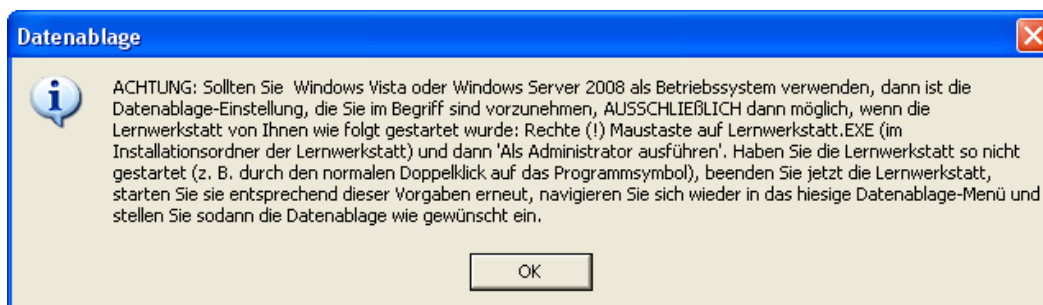 Datenablage
ACHTUNG: Sollten Sie  Windows Vista oder Windows Server 2008 als Betriebssystem verwenden, dann ist die
Datenablage-Einstellung, die Sie im Begriff sind vorzunehmen, AUSSCHLIEßLICH dann möglich, wenn die
Lernwerkstatt von Ihnen wie folgt gestartet wurde: Rechte (!) Maustaste auf Lernwerkstatt.EXE (im
Installationsordner der Lernwerkstatt) und dann 'Als Administrator ausführen'. Haben Sie die Lernwerkstatt so nicht
gestartet (z. B. durch den normalen Doppelklick auf das Programmsymbol), beenden Sie jetzt die Lernwerkstatt,
starten Sie sie entsprechend dieser Vorgaben erneut, navigieren Sie sich wieder in das hiesige Datenablage-Menü und
stellen Sie sodann die Datenablage wie gewünscht ein.
OK